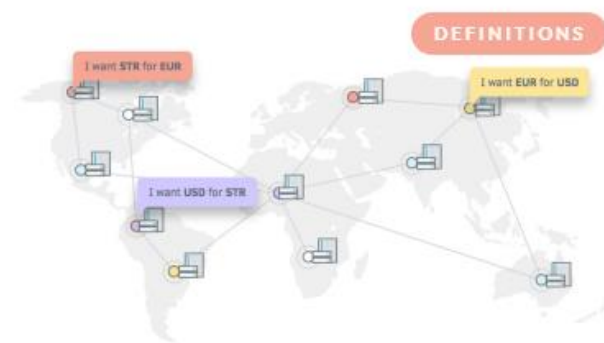 DEFINITIONS
I want STR for EUR
I want EUR for USD
I want USD for STR